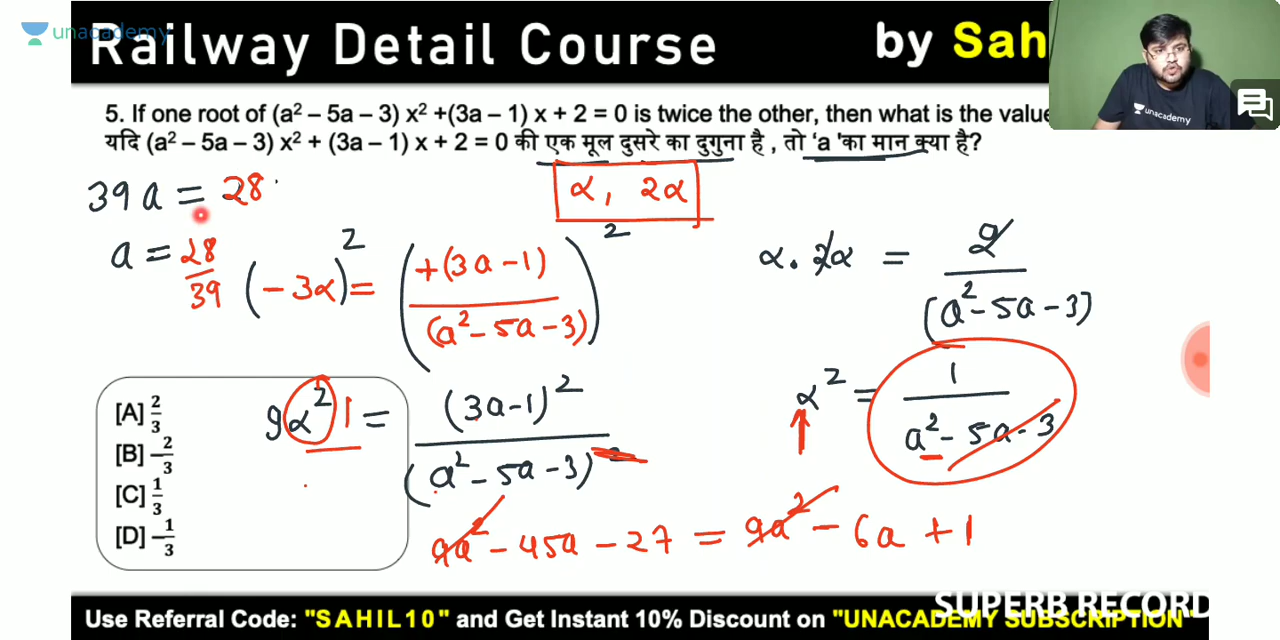 unacademy
Railway Detail Course
by Sah
unacademy
5. If one root of (a² – 5a – 3) x² +(3a – 1) x + 2 = 0 is twice the other, then what is the value
यदि (a² – 5a – 3) x² + (3a – 1) x + 2 = 0 की एक मूल दुसरे का दुगुना है , तो ‘a ’का मान क्या है?
39a = 28
α, 2α
a = 28/39
(- 3α)² = (+(3a-1)/(a²- 5a-3))²
α. 2α = 2/(a²-5a-3)
9α² 1 = (3a-1)²/(a²-5a-3)²
α² = 1/(a²-5a-3)
9a² - 45a - 27 = 9a² - 6a + 1
[A] 2/3
[B] –2/3
[C] 1/3
[D] –1/3
SUPERB RECORD
Use Referral Code: "SAHIL10" and Get Instant 10% Discount on "UNACADEMY SUBSCRIPTION"